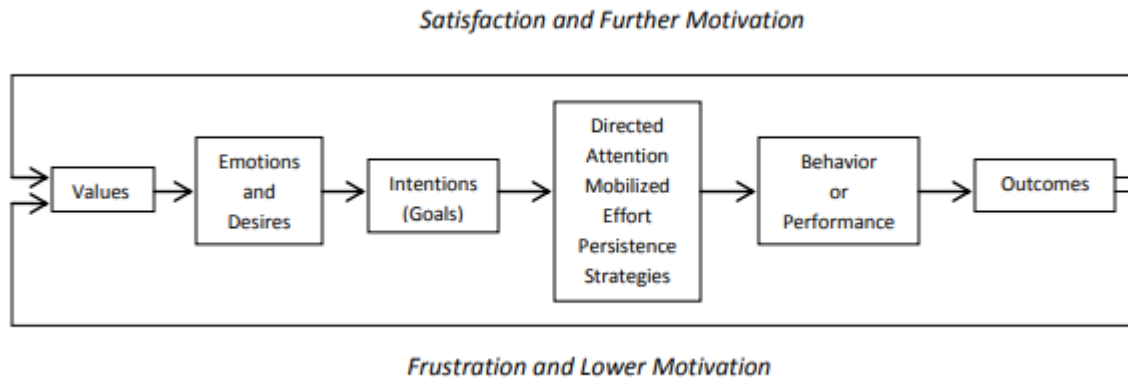 Satisfaction and Further Motivation
Values
Emotions
and
Desires
Intentions
(Goals)
Directed
Attention
Mobilized
Effort
Persistence
Strategies
Behavior
or
Performance
Outcomes
Frustration and Lower Motivation